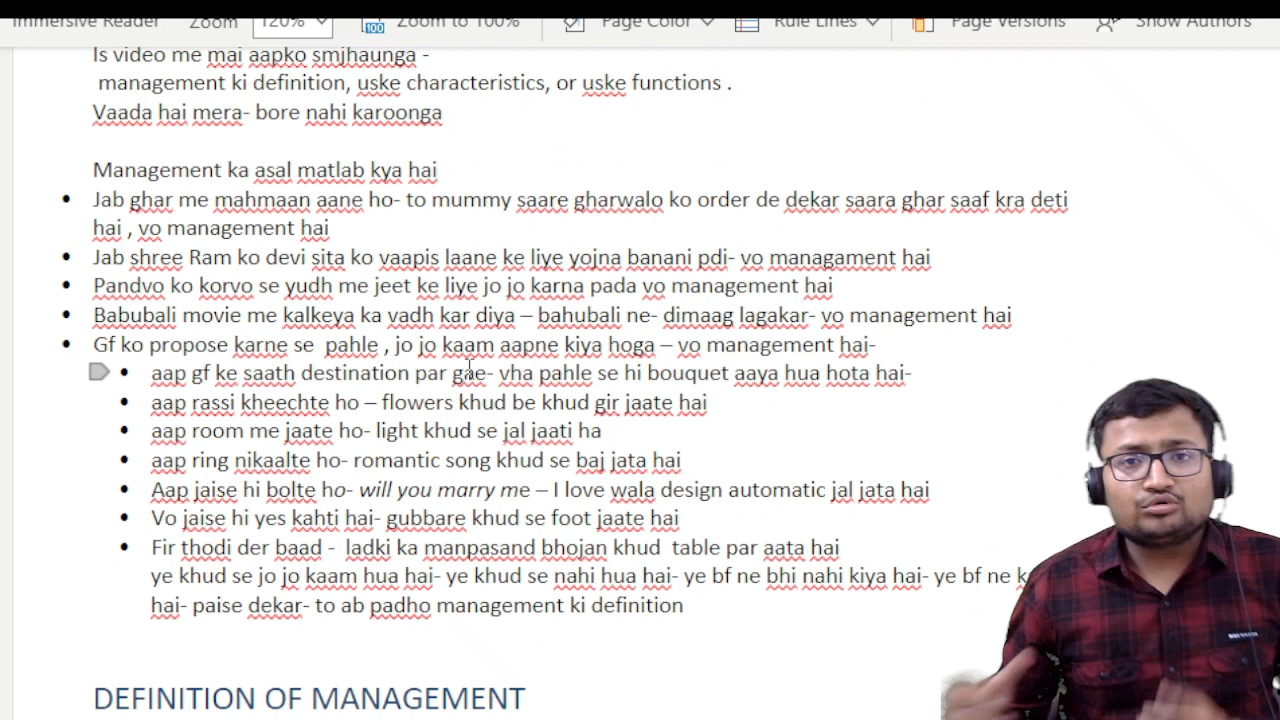 Immersive Reader Zoom 120% Zoom to 100% Page Color Rule Lines Page Versions Show Authors
100
Is video me mai aapko smjhaunga -
management ki definition, uske characteristics, or uske functions .
Vaada hai mera- bore nahi karoonga
Management ka asal matlab kya hai
Jab ghar me mahmaan aane ho- to mummy saare gharwalo ko order de dekar saara ghar saaf kra deti
hai , vo management hai
Jab shree Ram ko devi sita ko vaapis laane ke liye yojna banani pdi- vo managament hai
Pandvo ko korvo se yudh me jeet ke liye jo jo karna pada vo management hai
Babubali movie me kalkeya ka vadh kar diya – bahubali ne- dimaag lagakar- vo management hai
Gf ko propose karne se pahle , jo jo kaam aapne kiya hoga – vo management hai-
aap gf ke saath destination par gae- vha pahle se hi bouquet aaya hua hota hai-
aap rassi kheechte ho – flowers khud be khud gir jaate hai
aap room me jaate ho- light khud se jal jaati ha
aap ring nikaalte ho- romantic song khud se baj jata hai
Aap jaise hi bolte ho- will you marry me – I love wala design automatic jal jata hai
Vo jaise hi yes kahti hai- gubbare khud se foot jaate hai
Fir thodi der baad - ladki ka manpasand bhojan khud table par aata hai
ye khud se jo jo kaam hua hai- ye khud se nahi hua hai- ye bf ne bhi nahi kiya hai- ye bf ne
hai- paise dekar- to ab padho management ki definition
DEFINITION OF MANAGEMENT